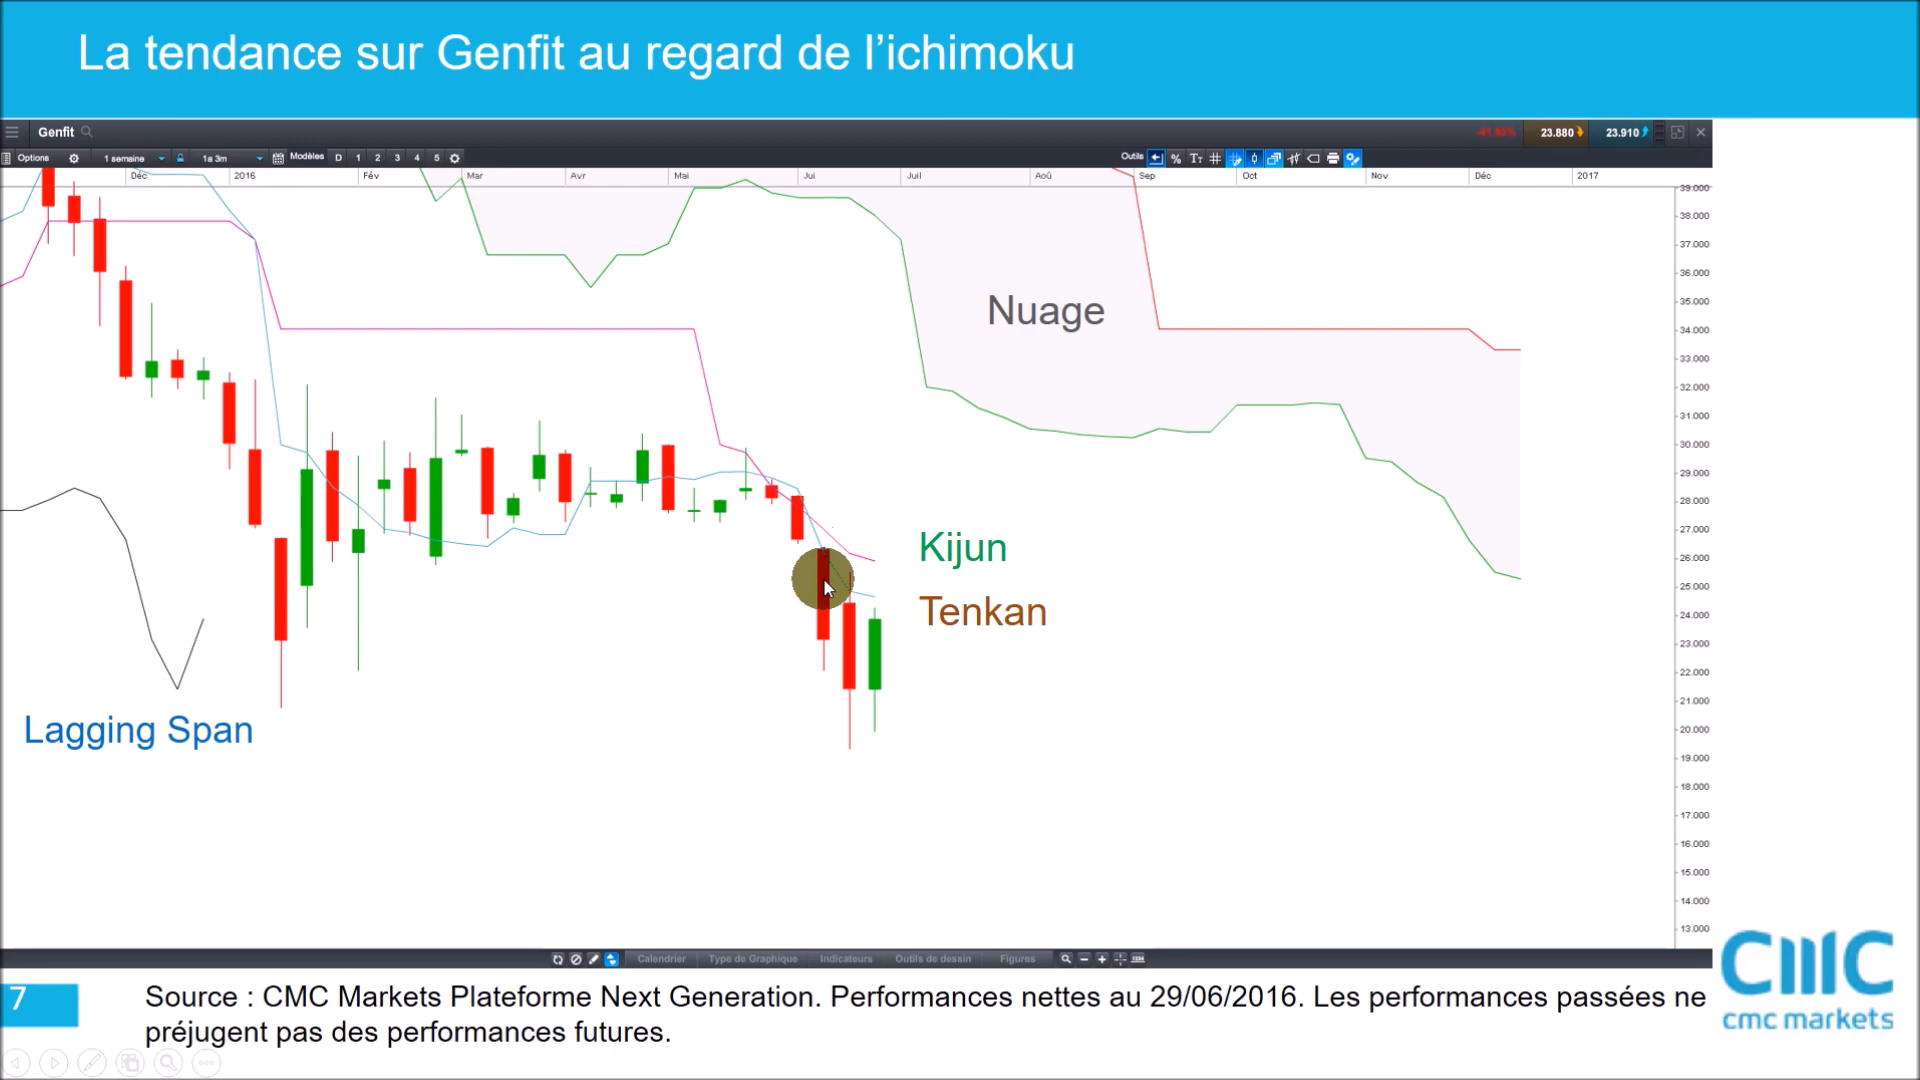 La tendance sur Genfit au regard de l’ichimoku
Genfit
-41.93% 23.880 23.910
Options 1 semaine 1a 3m Modèles D 1 2 3 4 5 Outils % TT
Déc 2016 Fév Mar Avr Mai Jui Juil Aoû Sep Oct Nov Déc 2017
39.000
38.000
37.000
36.000
35.000
34.000
33.000
32.000
31.000
30.000
29.000
28.000
27.000
26.000
25.000
24.000
23.000
22.000
21.000
20.000
19.000
18.000
17.000
16.000
15.000
14.000
13.000
Nuage
Kijun
Tenkan
Lagging Span
Calendrier Type de Graphique Indicateurs Outils de dessin Figures
7
Source : CMC Markets Plateforme Next Generation. Performances nettes au 29/06/2016. Les performances passées ne
préjugent pas des performances futures.
CMC
cmc markets